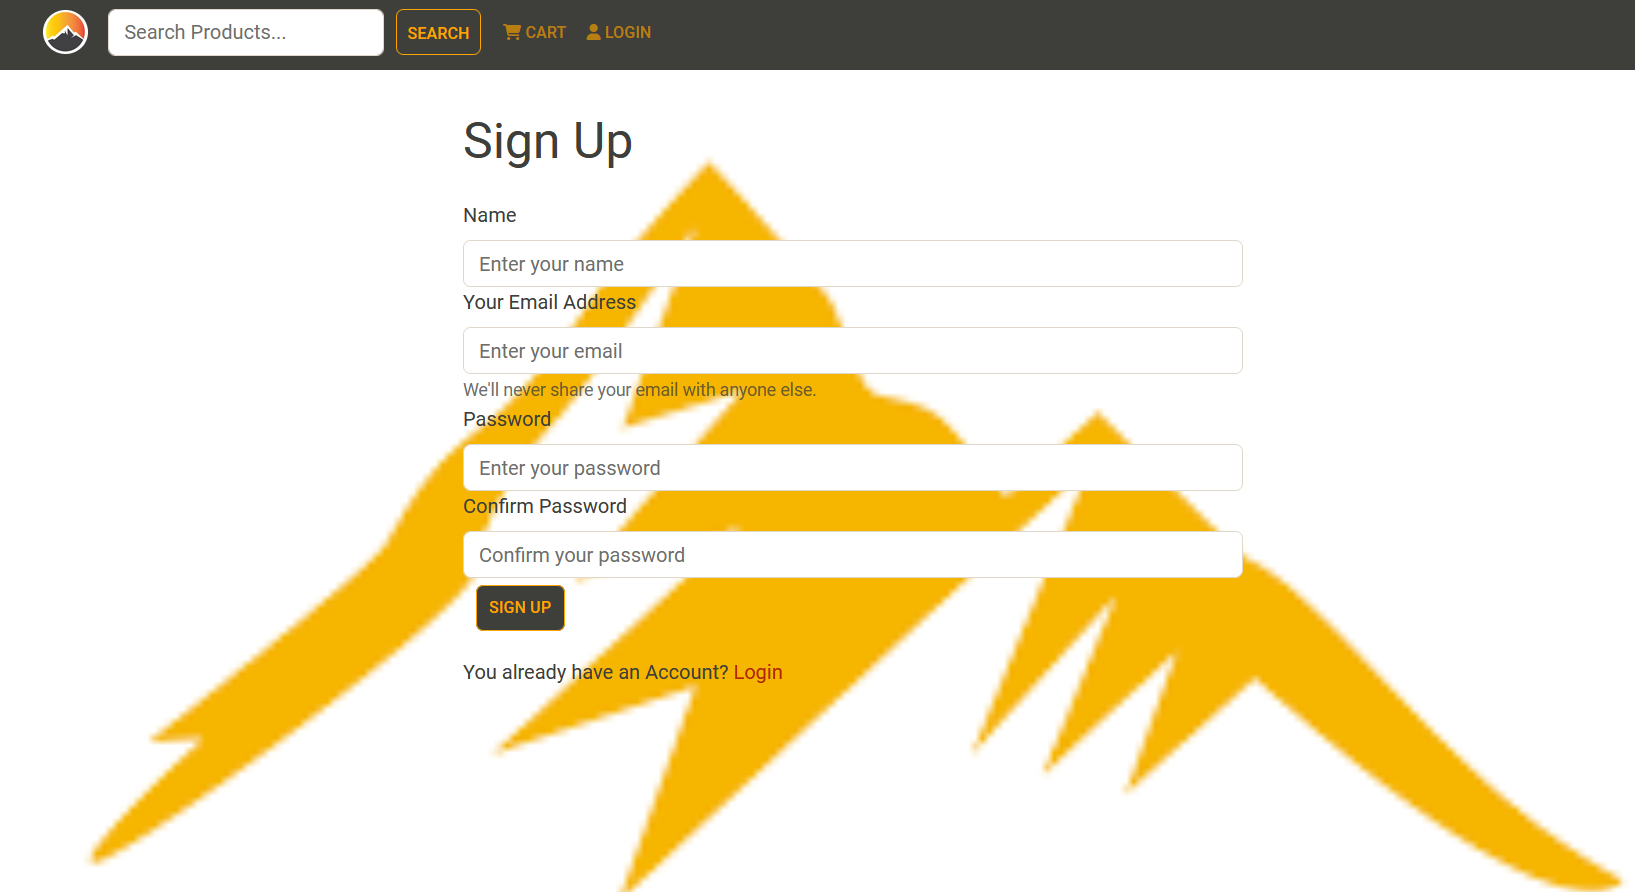 Search Products...
SEARCH
CART
LOGIN
Sign Up
Name
Enter your name
Your Email Address
Enter your email
We'll never share your email with anyone else.
Password
Enter your password
Confirm Password
Confirm your password
SIGN UP
You already have an Account? Login